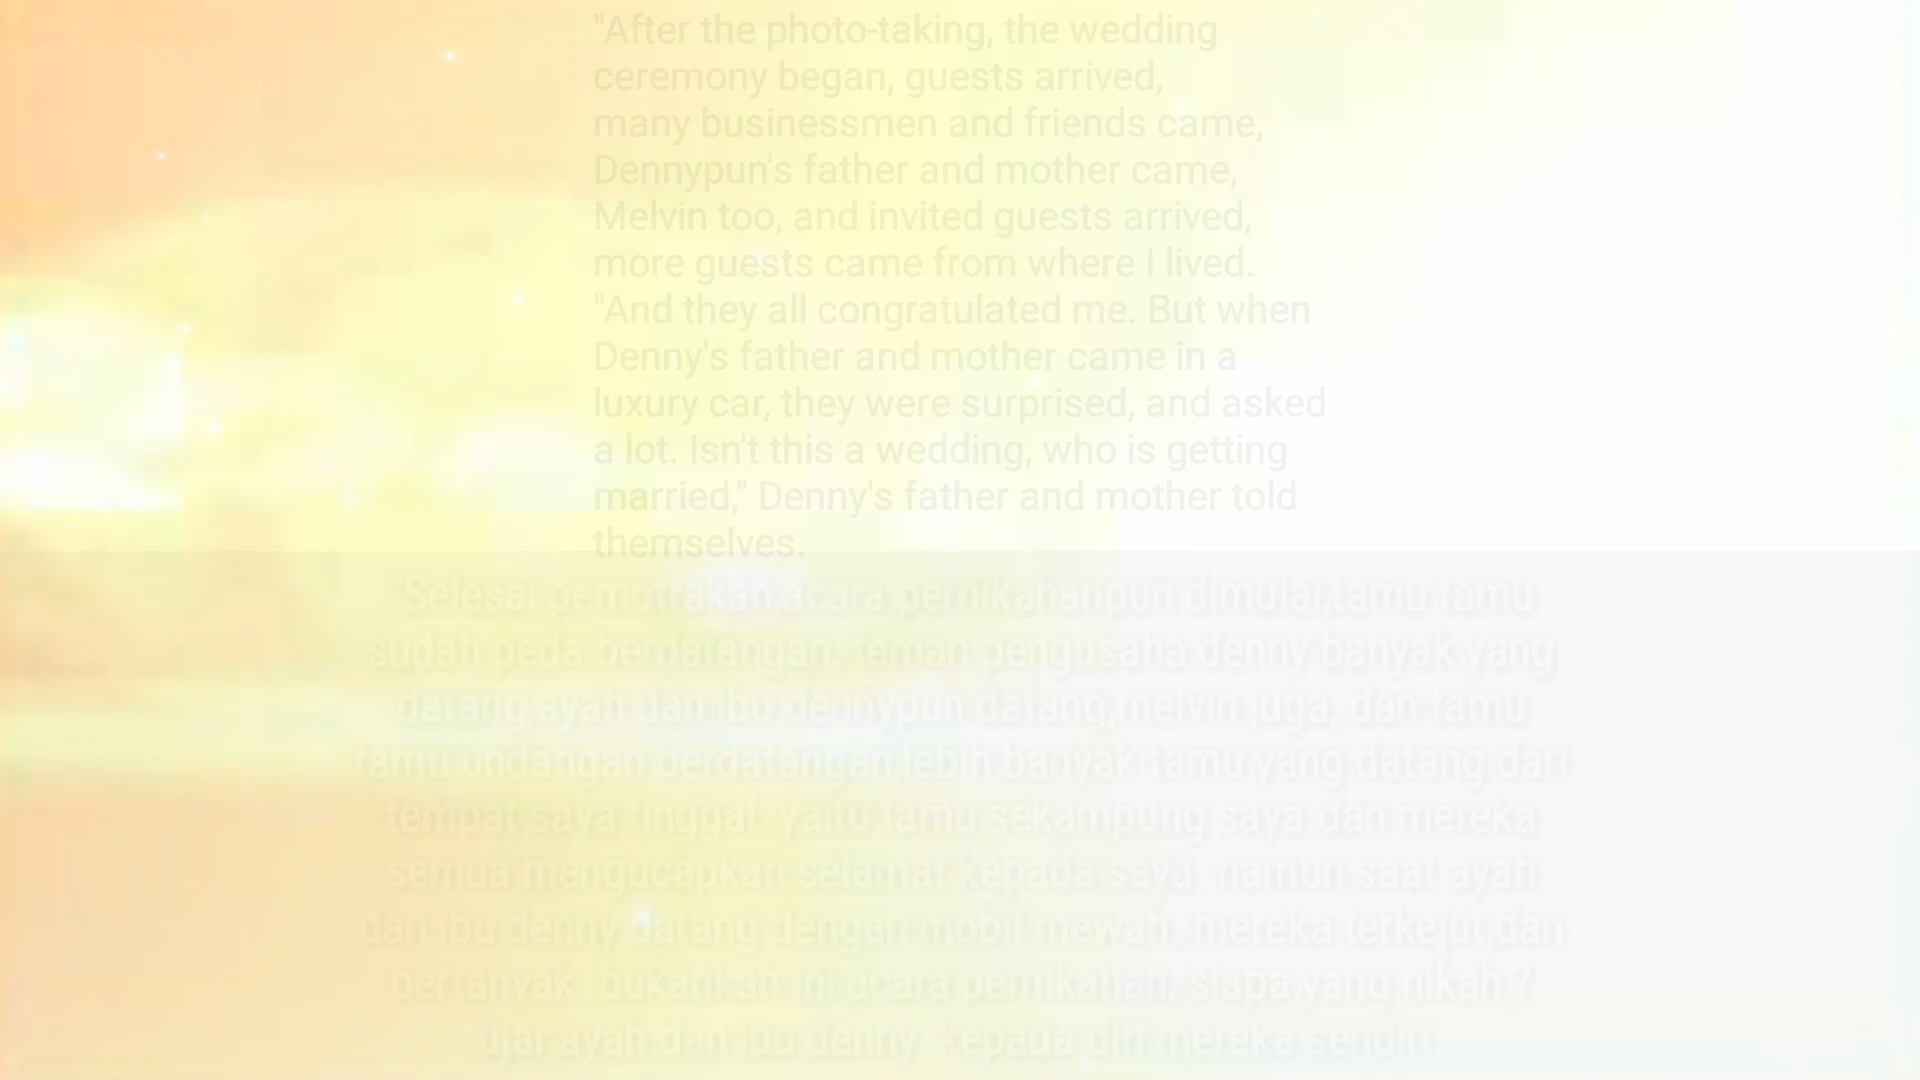 "After the photo-taking, the wedding
ceremony began, guests arrived,
many businessmen and friends came,
Dennypun's father and mother came,
Melvin too, and invited guests arrived,
more guests came from where I lived.
"And they all congratulated me. But when
Denny's father and mother came in a
luxury car, they were surprised, and asked
a lot. Isn't this a wedding, who is getting
married," Denny's father and mother told
themselves.
"Selesai pemotrakan acara pernikahanpun dimulai,tamu tamu
sudah peda berdatangan, teman pengusaha denny banyak yang
datang,ayah dan ibu dennypun datang,melvin juga, dan tamu
tamu undangan berdatangan,lebih banyak tamu yang datang dari
tempat saya tinggal yaitu tamu sekampung saya dan mereka
semua mengucapkan selamat kepada saya namun saat ayah
dan ibu denny datang dengan mobil mewah, mereka terkejut,dan
bertanyak bukankah ini acara pernikahan, siapa yang nikah,?
ujar ayah dan ibu denny kepada diri mereka sendiri.